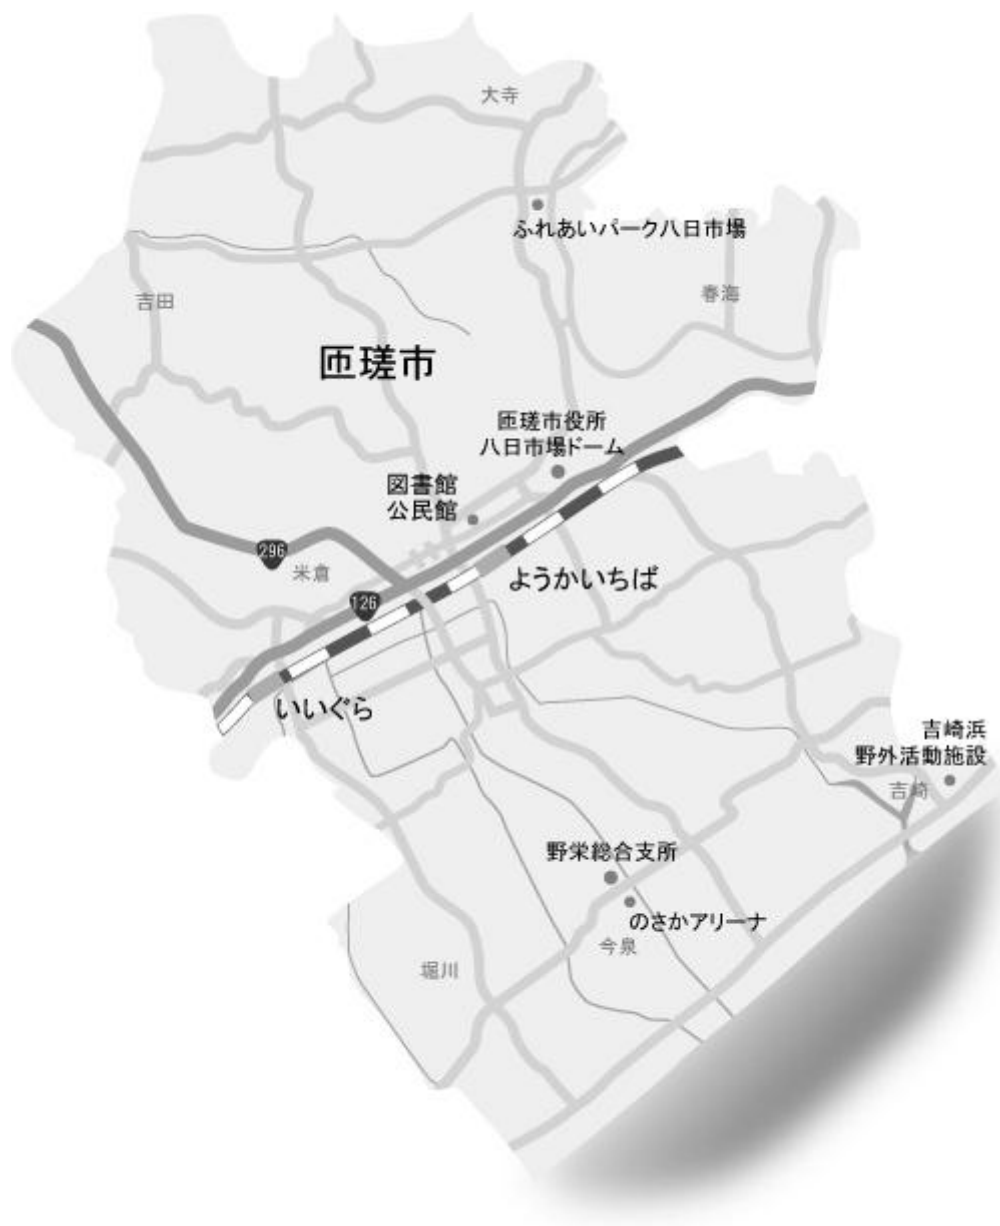 大寺
ふれあいパーク八日市場
春海
吉田
匝瑳市
匝瑳市役所
八日市場ドーム
図書館
公民館
296
米倉
ようかいちば
126
いいぐら
吉崎浜
野外活動施設
吉崎
野栄総合支所
のさかアリーナ
今泉
堀川